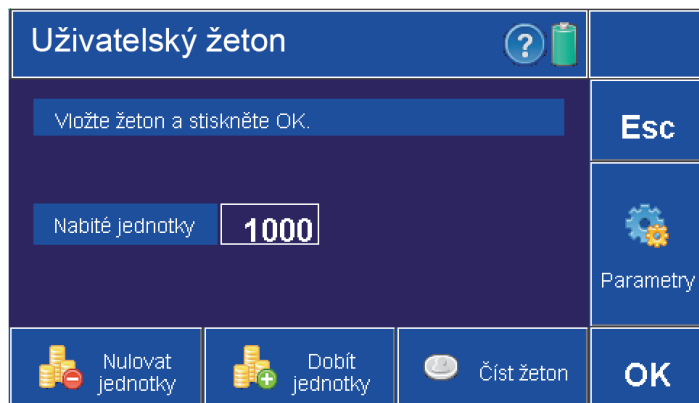 Uživatelský žeton
?
Vložte žeton a stiskněte OK.
Esc
Nabité jednotky 1000
Parametry
Nulovat
jednotky
Dobít
jednotky
Číst žeton
OK